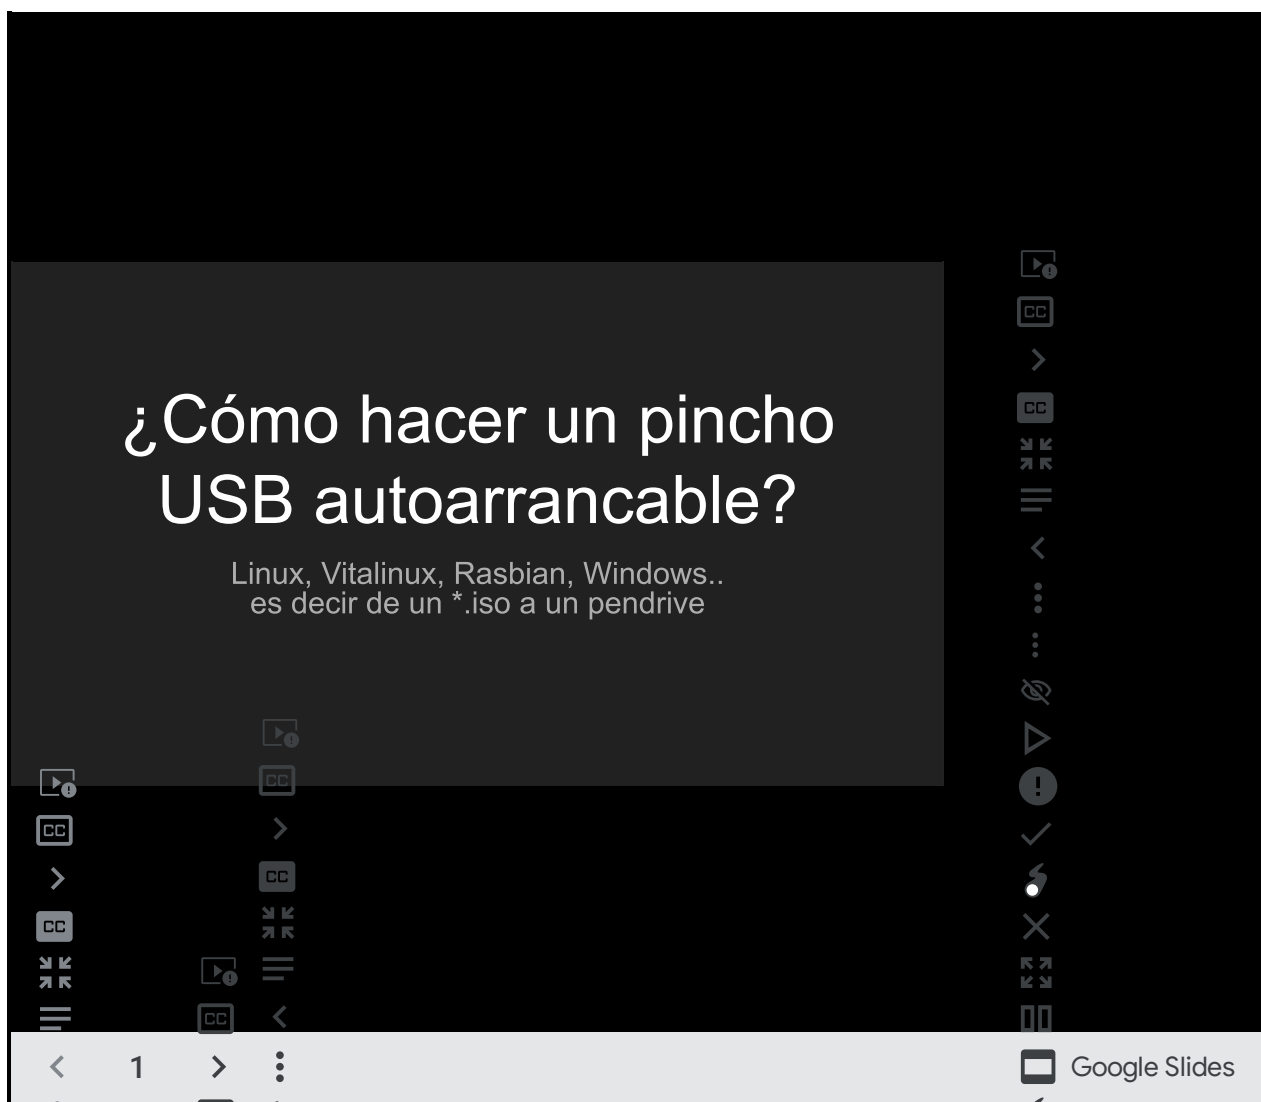 ¿Cómo hacer un pincho
USB autoarrancable?
Linux, Vitalinux, Rasbian, Windows..
es decir de un *.iso a un pendrive
CC
CC
CC
CC
CC
CC
CC
1
Google Slides